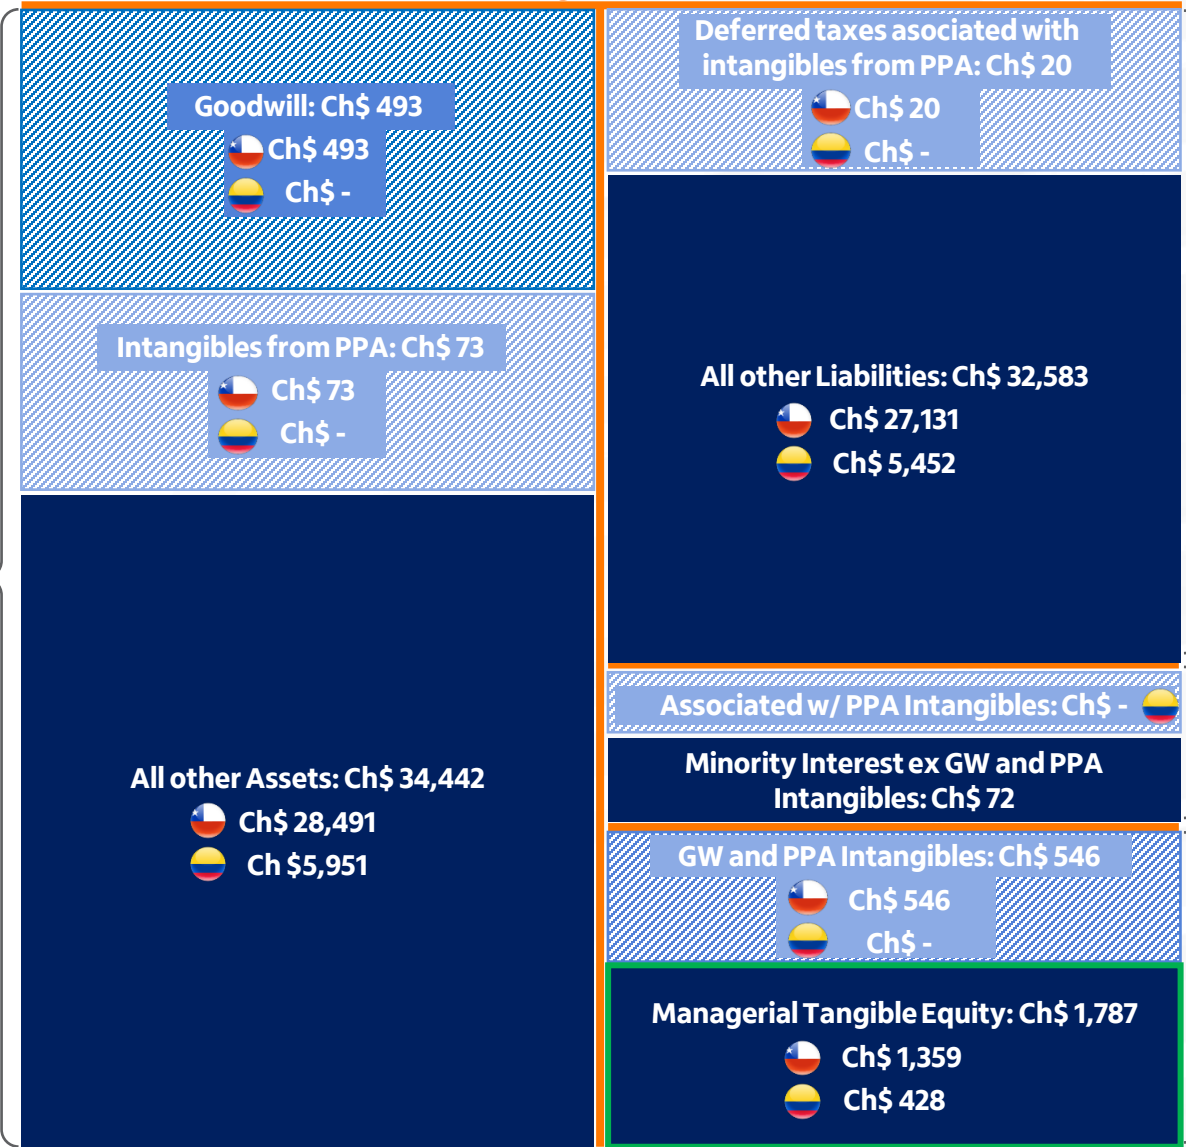 Goodwill: Ch$ 493
Ch$ 493
Ch$ -
Intangibles from PPA: Ch$ 73
Ch$ 73
Ch$ -
All other Assets: Ch$ 34,442
Ch$ 28,491
Ch $5,951
Deferred taxes asociated with
intangibles from PPA: Ch$ 20
Ch$ 20
Ch$ -
All other Liabilities: Ch$ 32,583
Ch$ 27,131
Ch$ 5,452
Associated w/ PPA Intangibles: Ch$ -
Minority Interest ex GW and PPA
Intangibles: Ch$ 72
GW and PPA Intangibles: Ch$ 546
Ch$ 546
Ch$ -
Managerial Tangible Equity: Ch$ 1,787
Ch$ 1,359
Ch$ 428